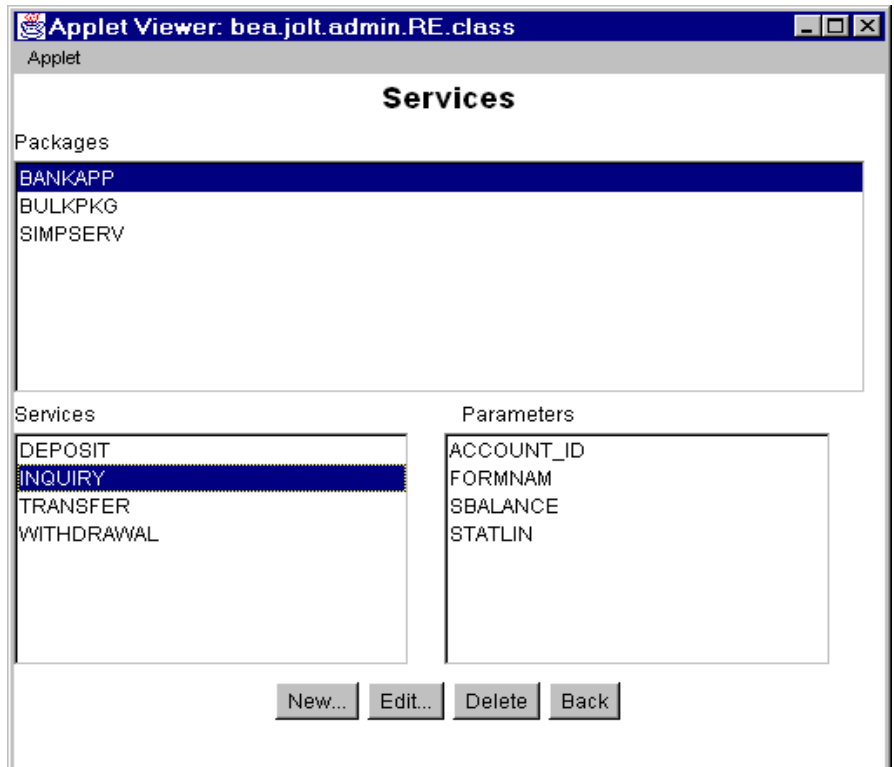 Applet Viewer: bea.jolt.admin.RE.class
Applet
Services
Packages
BANKAPP
BULKPKG
SIMPSERV
Services
DEPOSIT
INQUIRY
TRANSFER
WITHDRAWAL
Parameters
ACCOUNT_ID
FORMNAM
SBALANCE
STATLIN
New... Edit... Delete Back